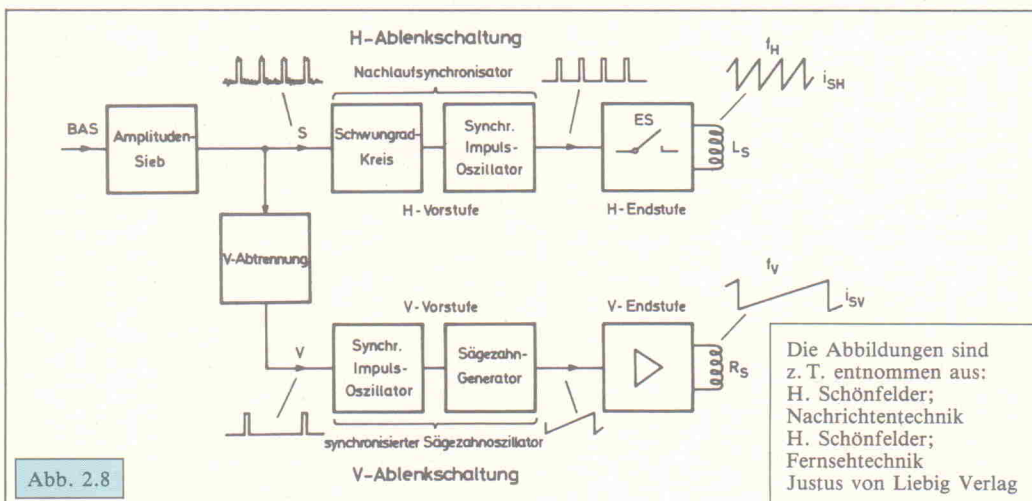 H-Ablenkschaltung
Nachlaufsynchronisator
f_H
i_SH
BAS
Amplituden-
Sieb
S
Schwungrad-
Kreis
Synchr.
Impuls-
Oszillator
ES
L_S
H-Vorstufe
H-Endstufe
V-Abtrennung
V-Vorstufe
V-Endstufe
f_V
i_SV
V
Synchr.
Impuls-
Oszillator
Sägezahn-
Generator
R_S
synchronisierter Sägezahnoszillator
V-Ablenkschaltung
Abb. 2.8
Die Abbildungen sind
z. T. entnommen aus:
H. Schönfelder;
Nachrichtentechnik
H. Schönfelder;
Fernsehtechnik
Justus von Liebig Verlag